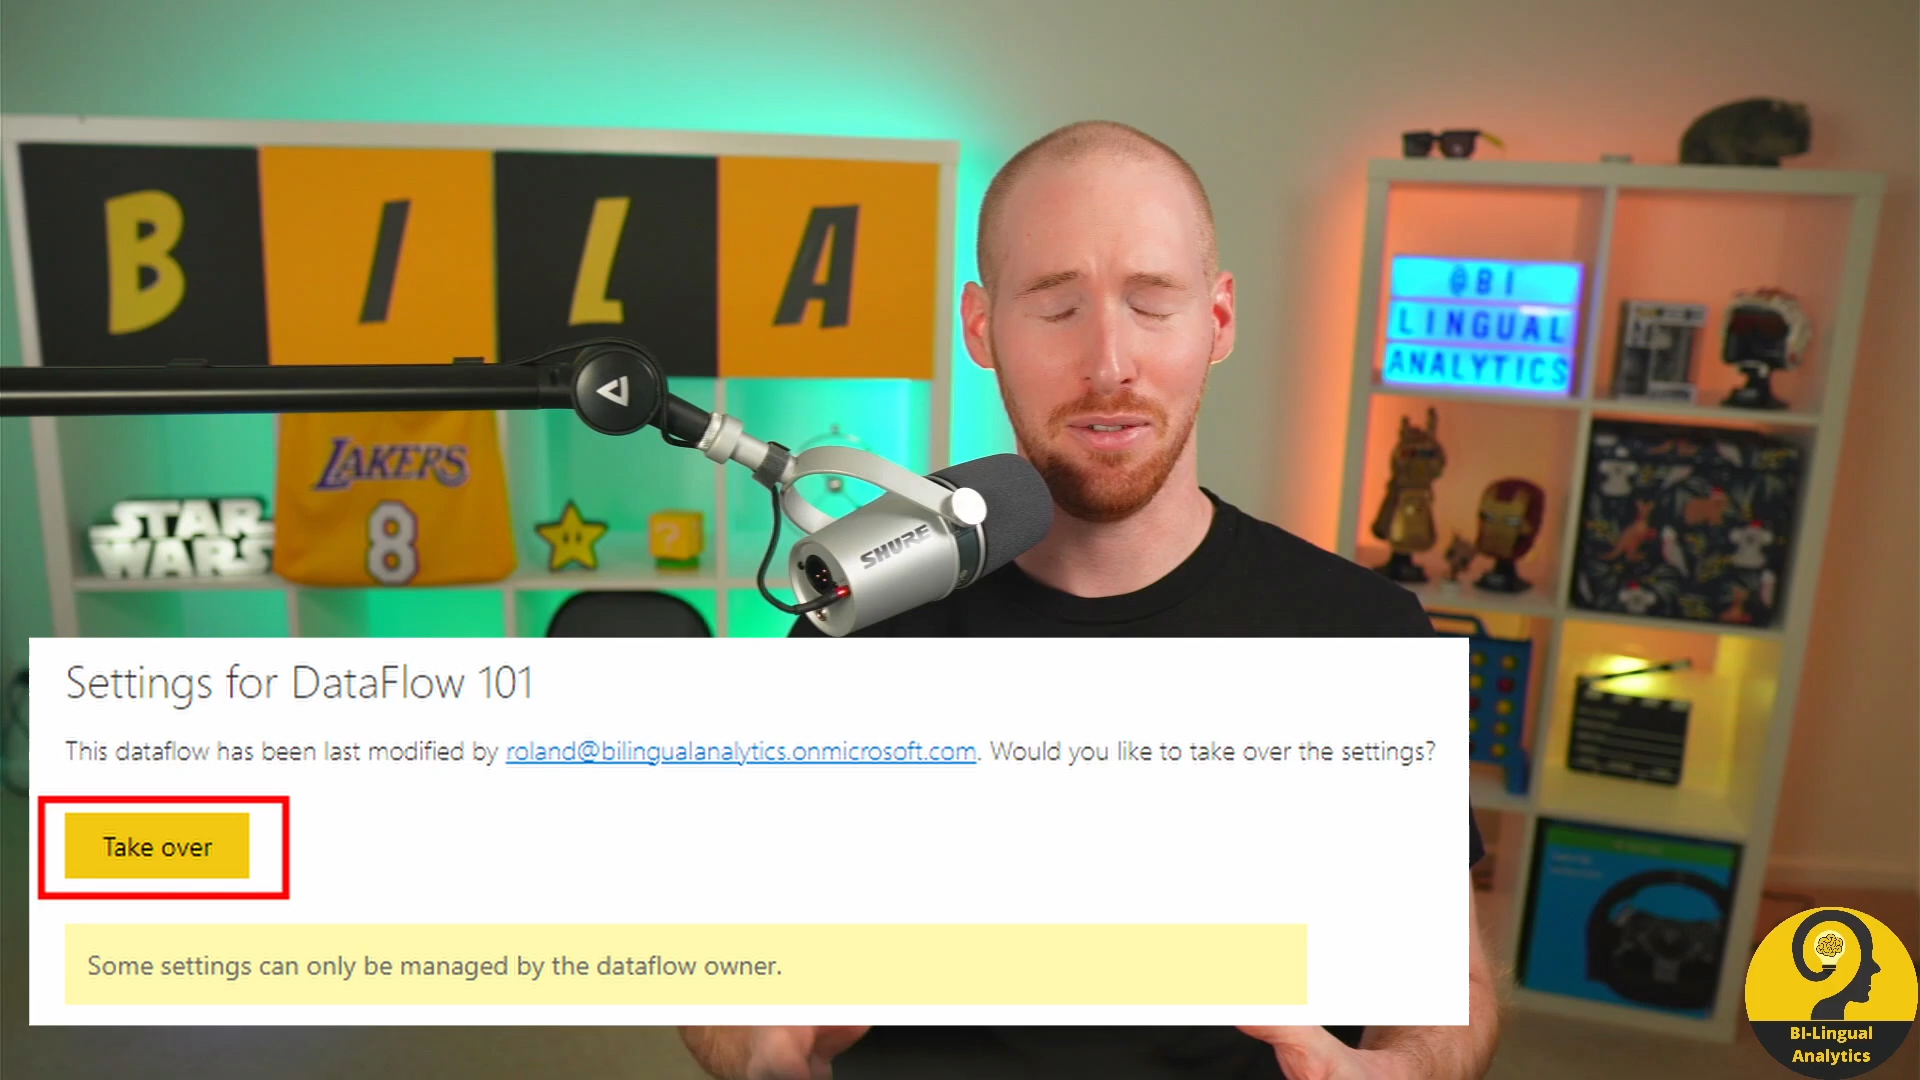 B I L A
@BI
LINGUAL
ANALYTICS
LAKERS
8
STAR
WARS
?
SHURE
Settings for DataFlow 101
This dataflow has been last modified by roland@bilingualanalytics.onmicrosoft.com. Would you like to take over the settings?
Take over
Some settings can only be managed by the dataflow owner.
BI-Lingual
Analytics